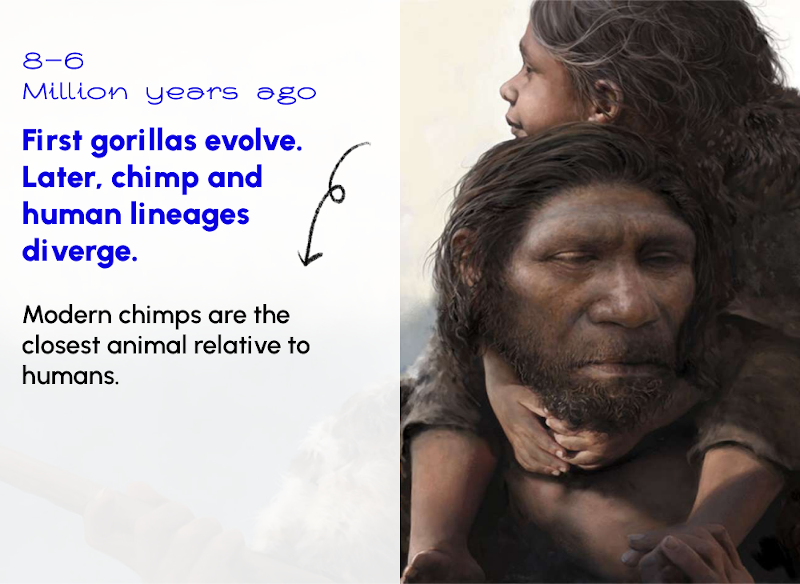 8–6
Million years ago
First gorillas evolve.
Later, chimp and
human lineages
diverge.
Modern chimps are the
closest animal relative to
humans.